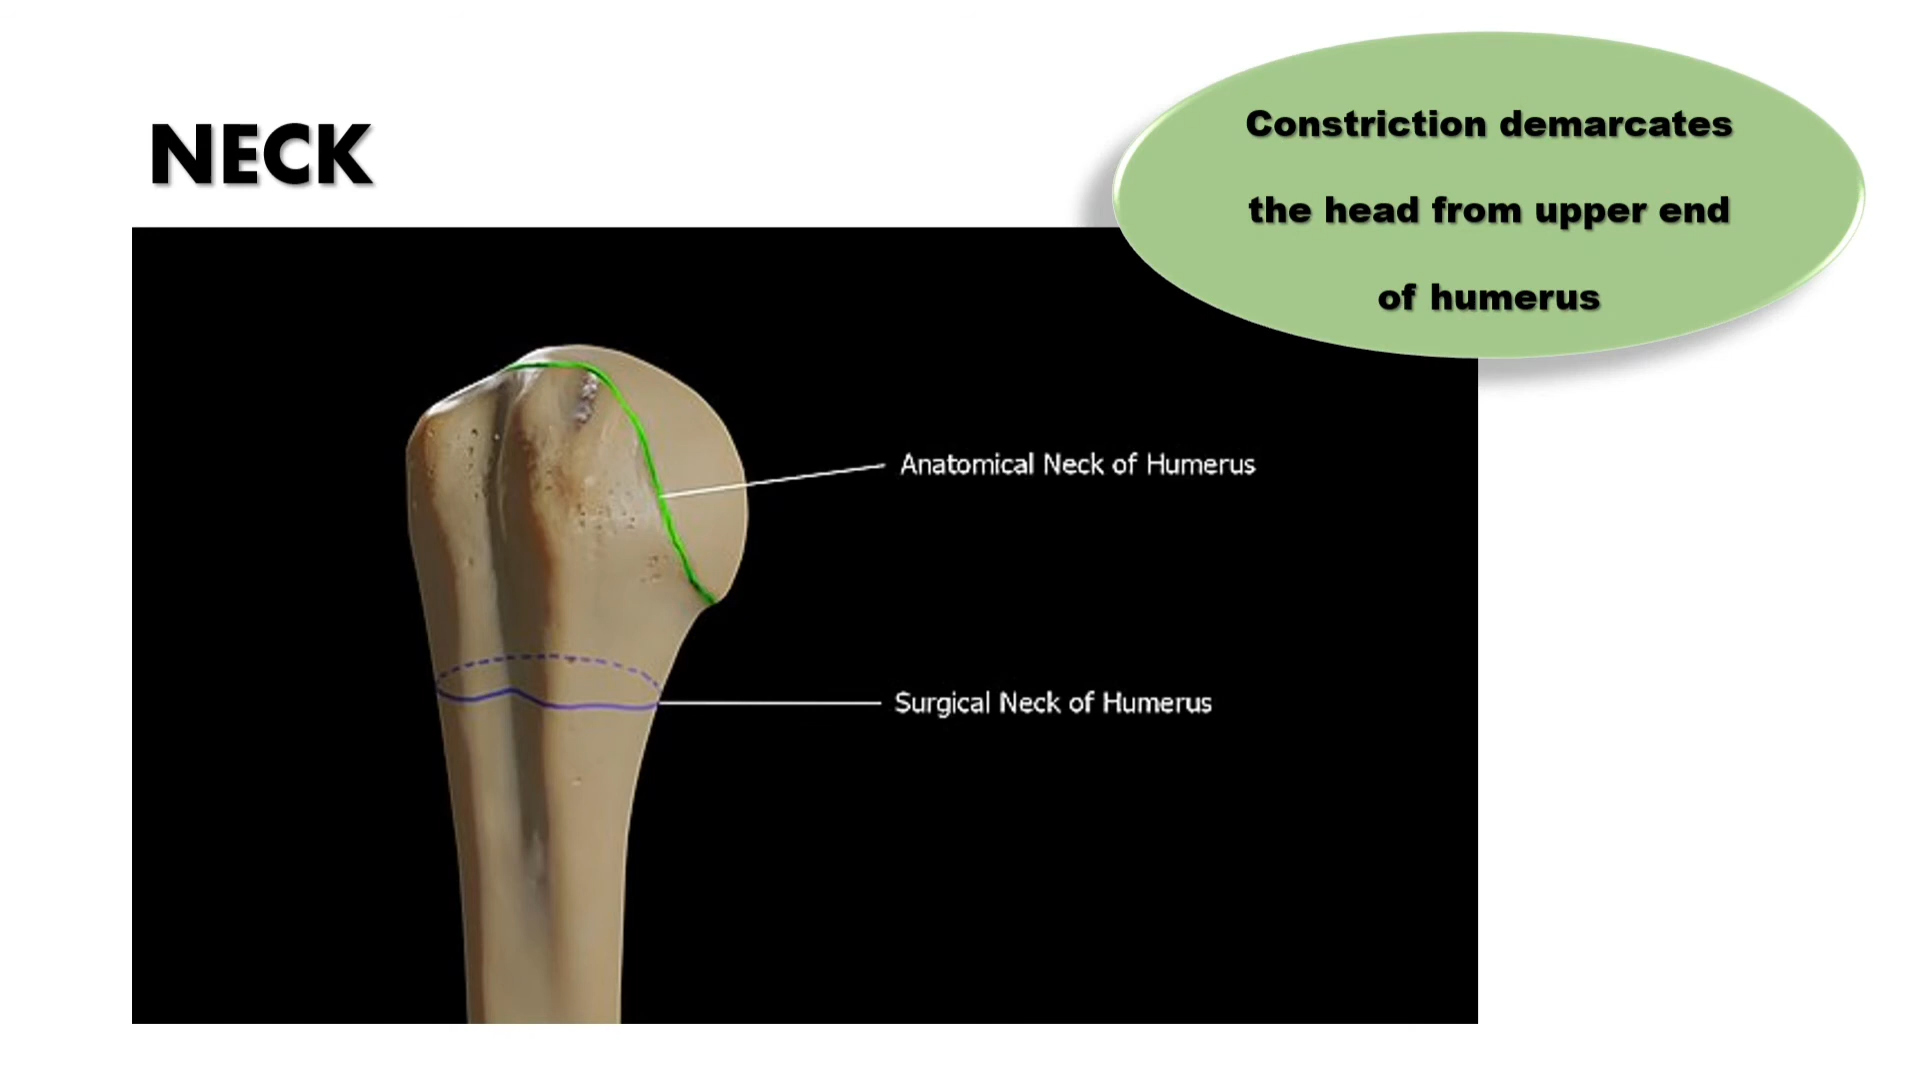 NECK
Constriction demarcates
the head from upper end
of humerus
Anatomical Neck of Humerus
Surgical Neck of Humerus